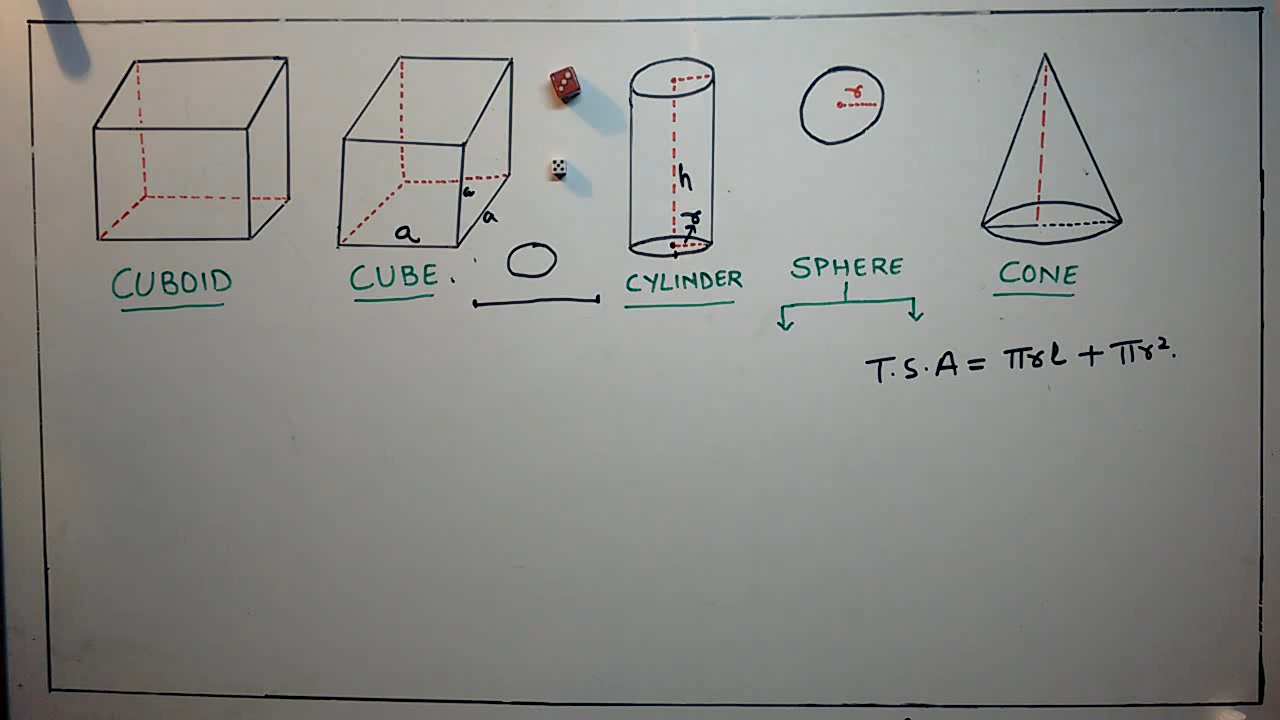 a
a
a
h
r
r
CUBOID
CUBE.
CYLINDER
SPHERE
CONE
T.S.A = πrl + πr².